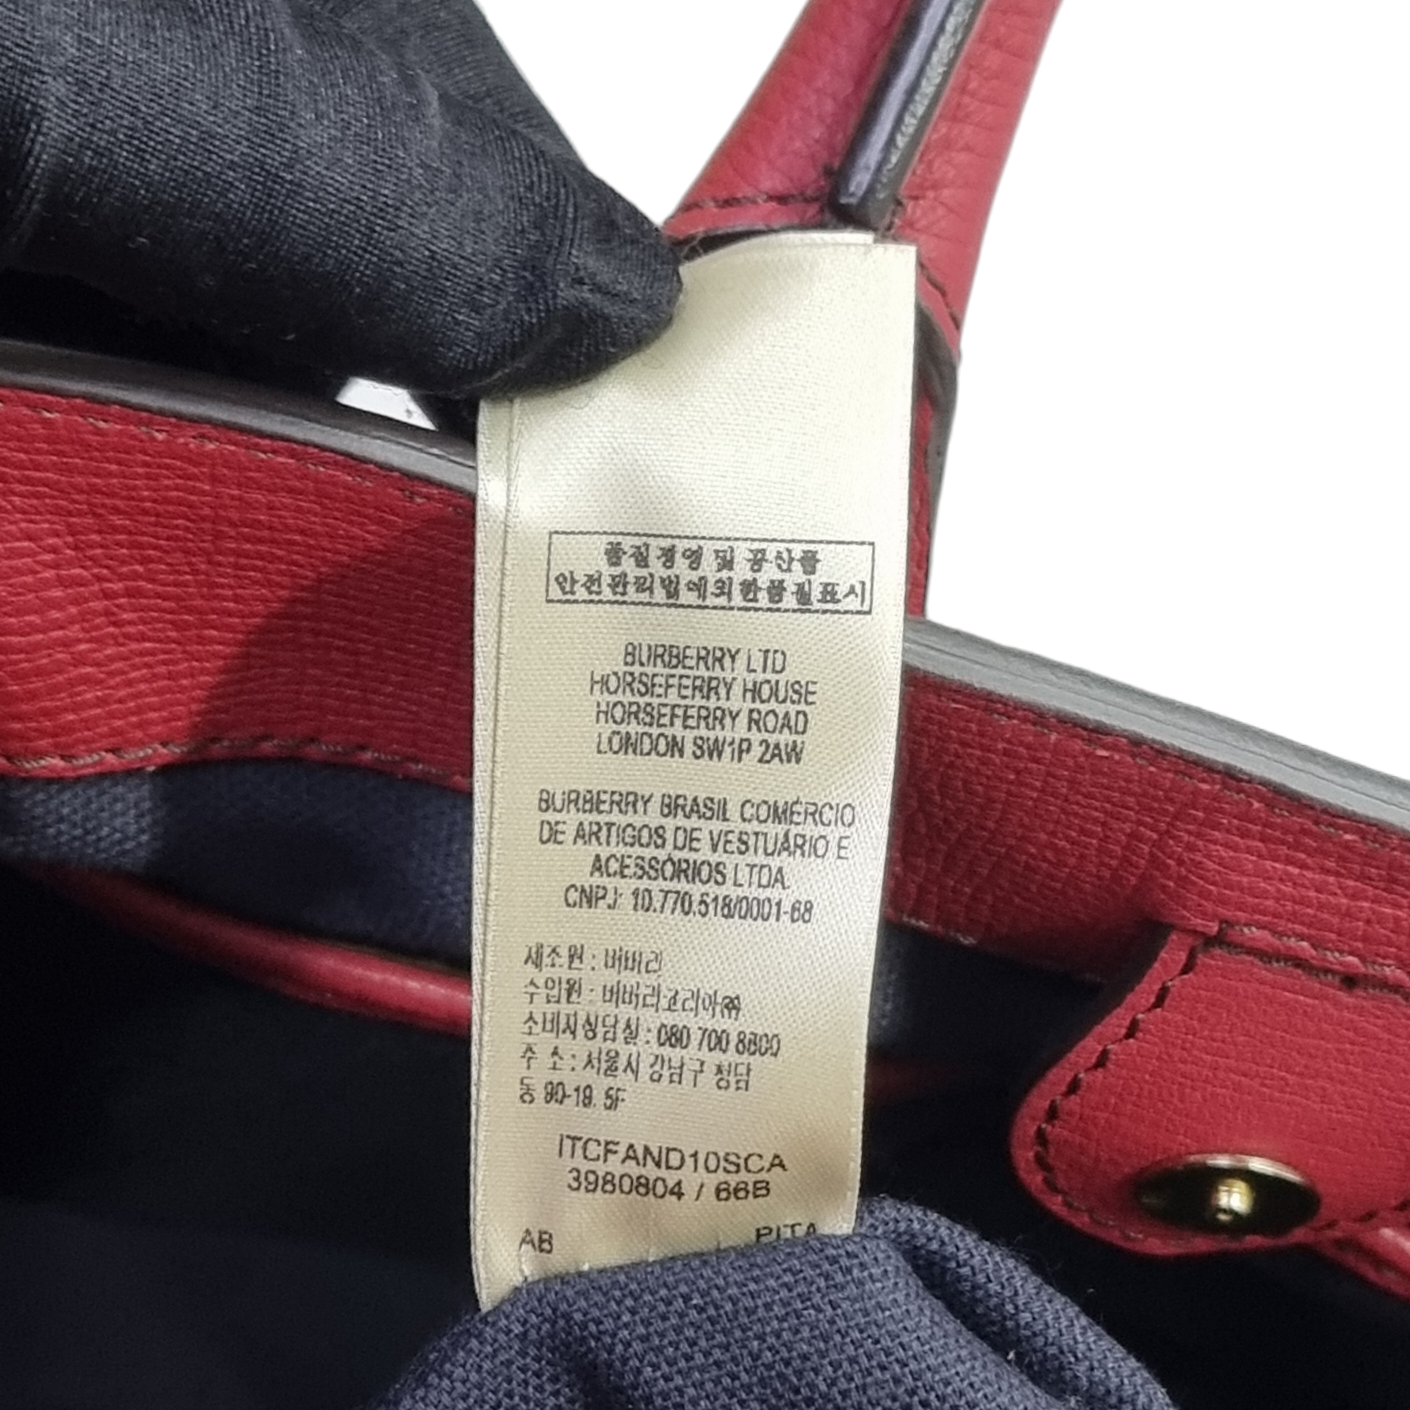 품질경영 및 공산품
안전관리법에의한품질표시
BURBERRY LTD
HORSEFERRY HOUSE
HORSEFERRY ROAD
LONDON SW1P 2AW
BURBERRY BRASIL COMÉRCIO
DE ARTIGOS DE VESTUÁRIO E
ACESSÓRIOS LTDA.
CNPJ: 10.770.518/0001-68
제조원 : 버버리
수입원 : 버버리코리아㈜
소비자상담실 : 080 700 8800
주 소 : 서울시 강남구 청담
동 90-19. 5F
ITCFAND10SCA
3980804 / 66B
AB PITA